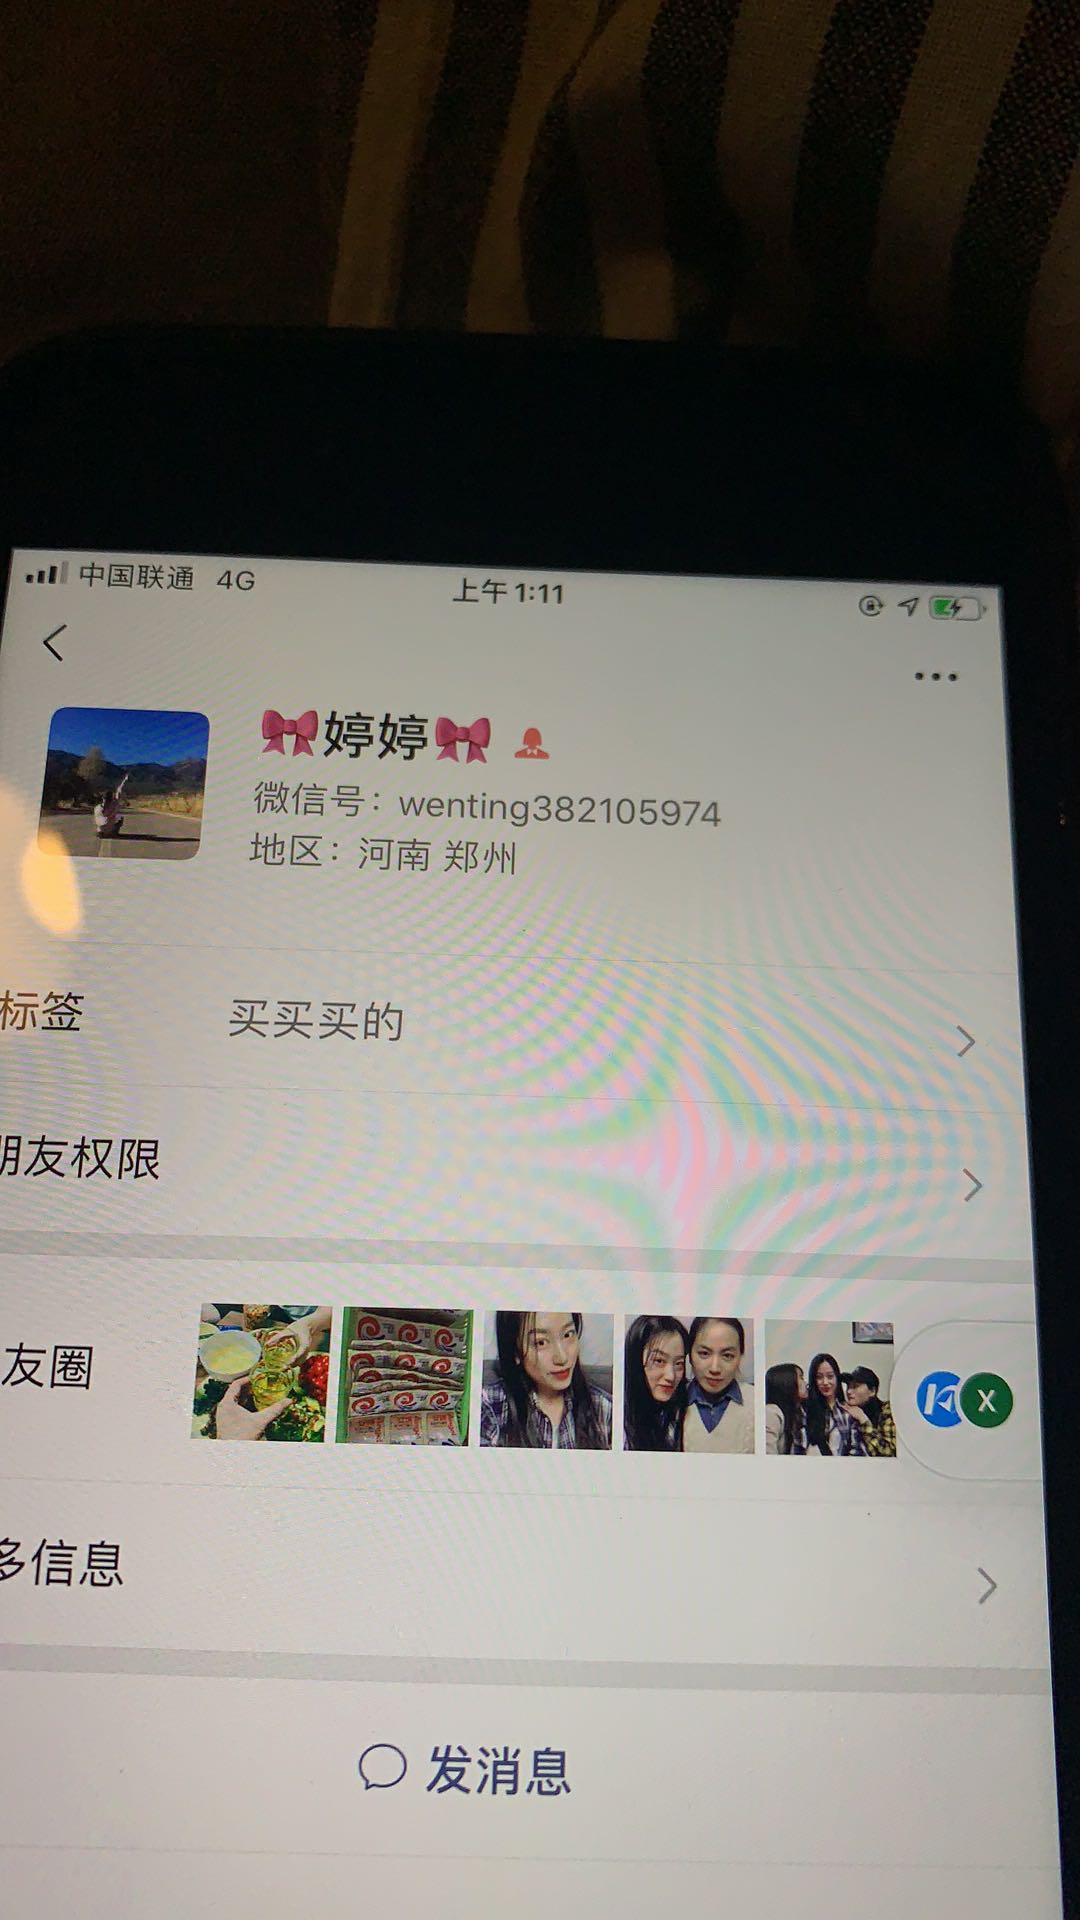 中国联通 4G 上午1:11
🎀婷婷🎀
微信号：wenting382105974
地区：河南 郑州
标签 买买买的
朋友权限
友圈
X
多信息
发消息